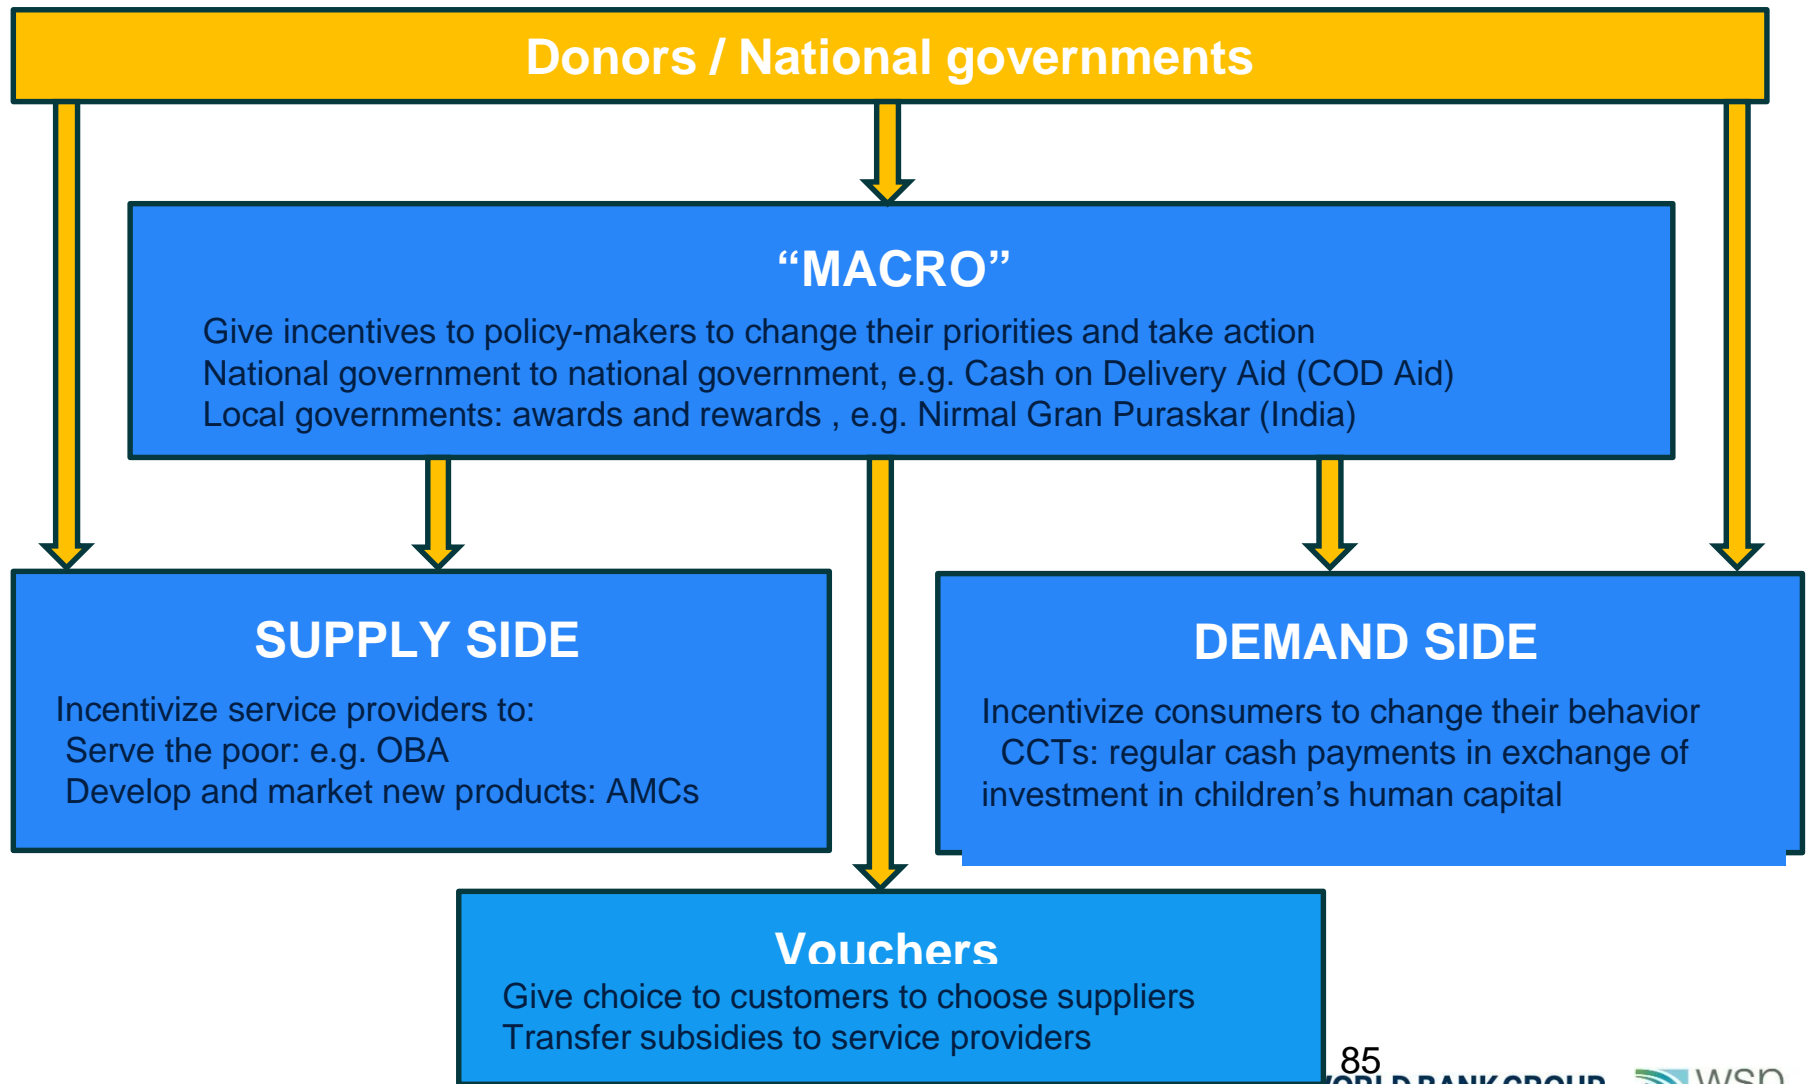 Donors / National governments
“MACRO”
Give incentives to policy-makers to change their priorities and take action
National government to national government, e.g. Cash on Delivery Aid (COD Aid)
Local governments: awards and rewards , e.g. Nirmal Gran Puraskar (India)
SUPPLY SIDE
Incentivize service providers to:
Serve the poor: e.g. OBA
Develop and market new products: AMCs
DEMAND SIDE
Incentivize consumers to change their behavior
CCTs: regular cash payments in exchange of
investment in children’s human capital
Vouchers
Give choice to customers to choose suppliers
Transfer subsidies to service providers
85
WORLD BANK GROUP wsp